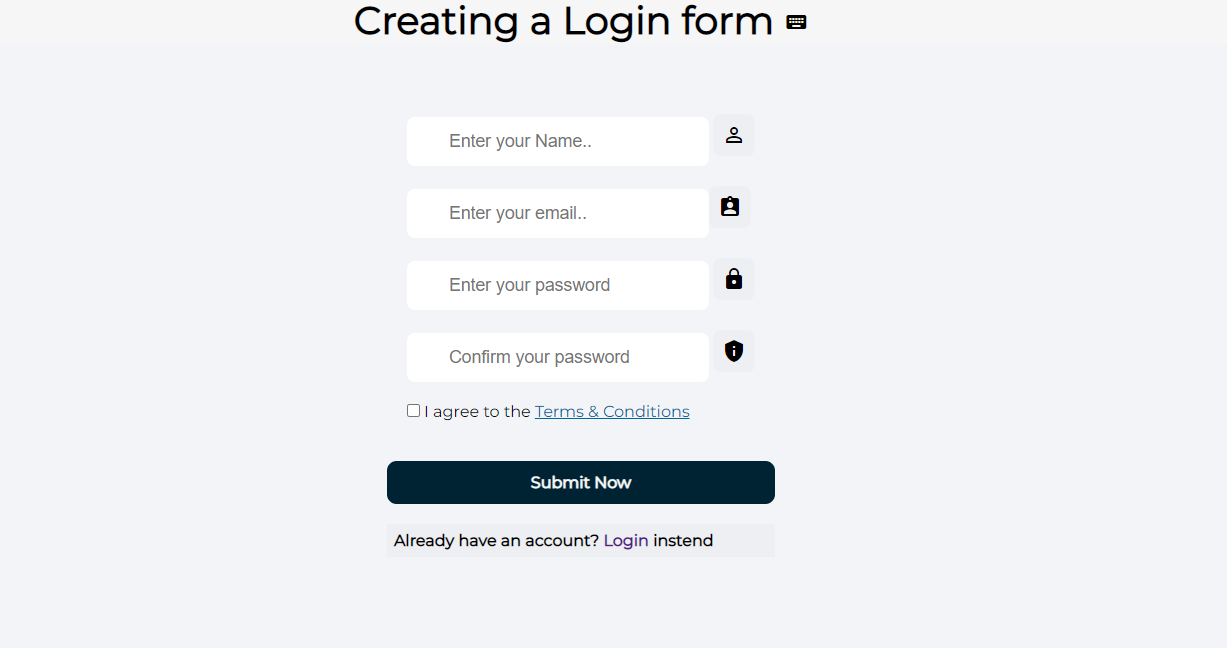 Creating a Login form
Enter your Name..
Enter your email..
Enter your password
Confirm your password
I agree to the Terms & Conditions
Submit Now
Already have an account? Login instend